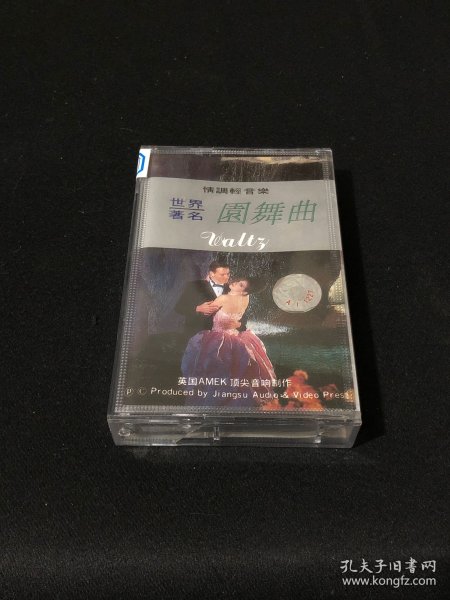 情調輕音樂
世界
著名
園舞曲
Waltz
英国AMEK 顶尖音响制作
Produced by Jiangsu Audio & Video Press
孔夫子旧书网
www.kongfz.com